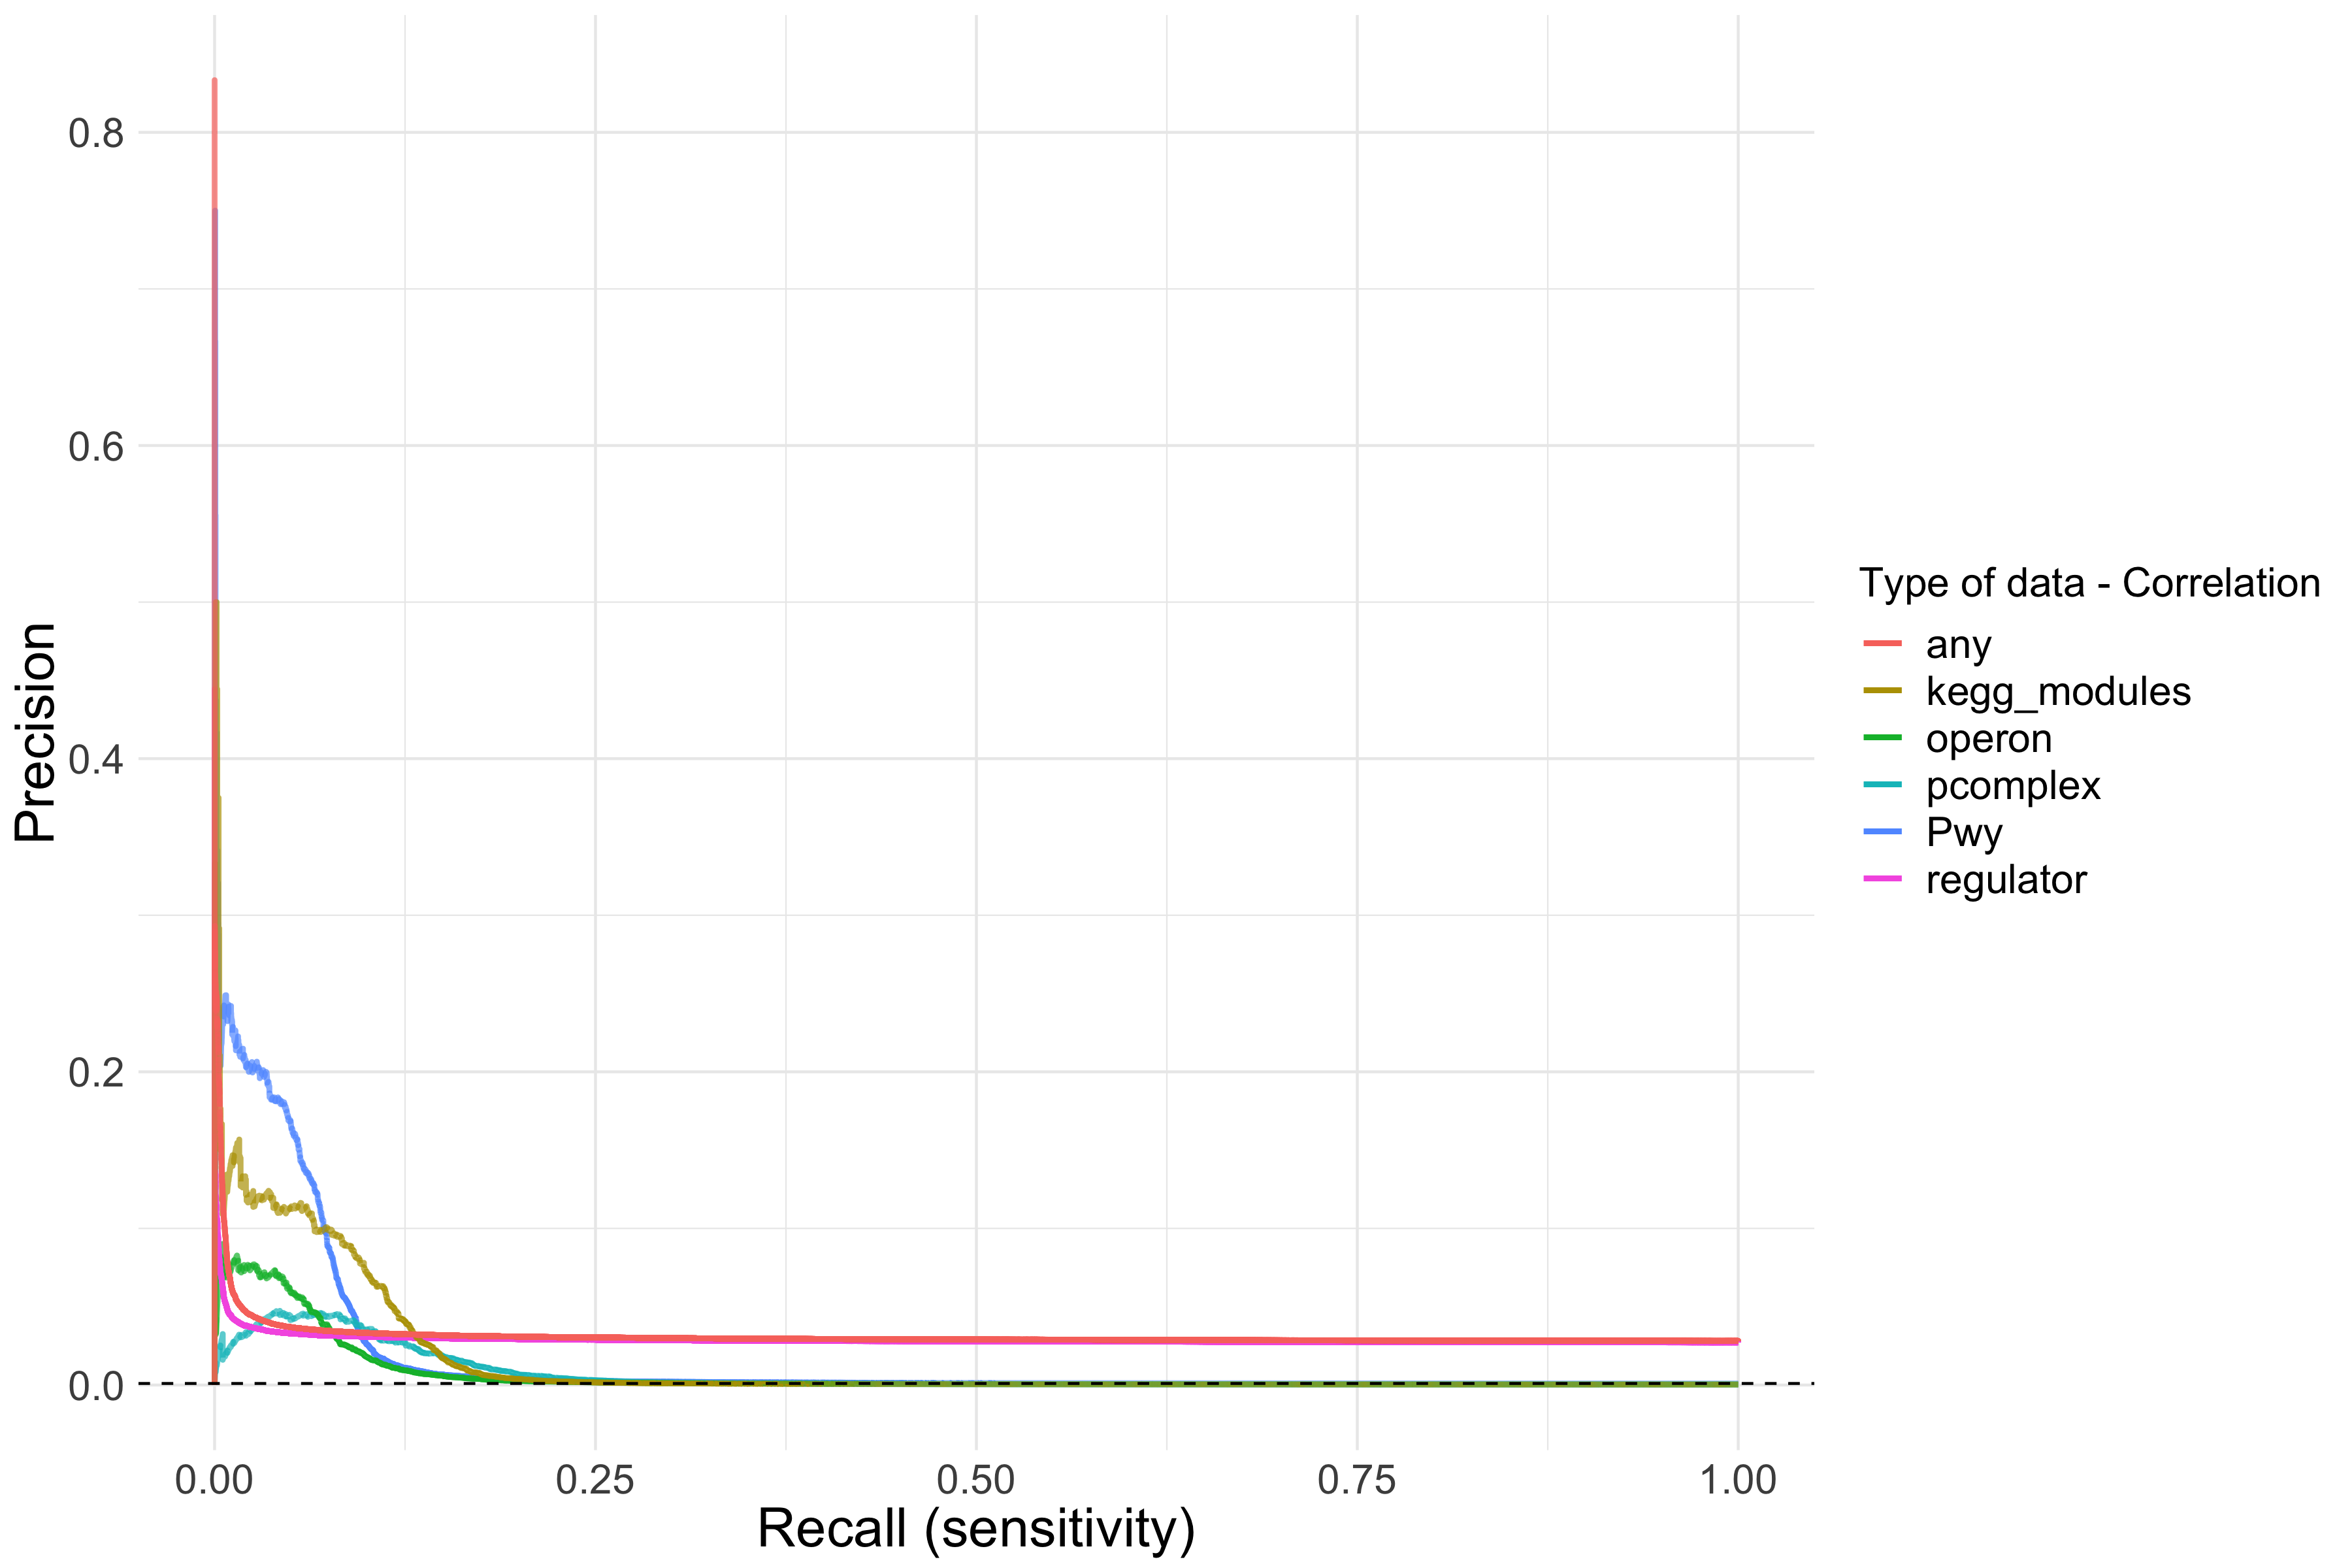 Precision
0.8
0.6
0.4
0.2
0.0
0.00 0.25 0.50 0.75 1.00
Recall (sensitivity)
Type of data - Correlation
any
kegg_modules
operon
pcomplex
Pwy
regulator